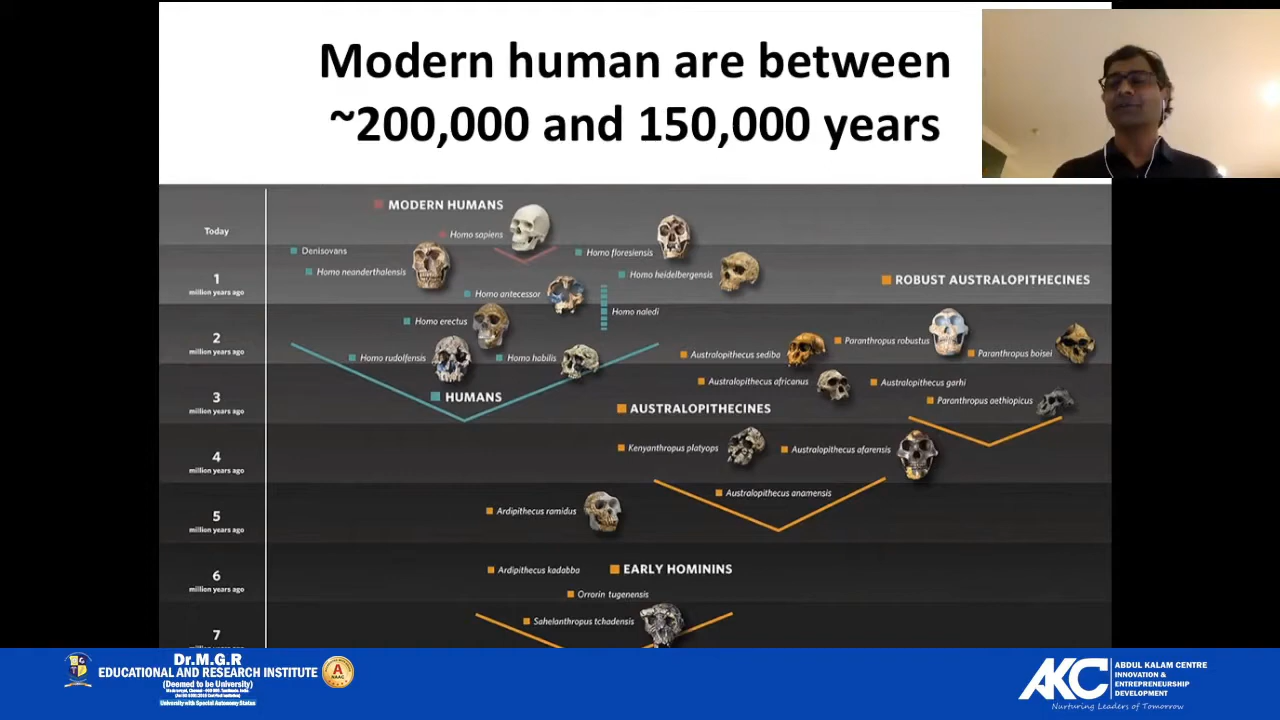 Modern human are between
~200,000 and 150,000 years
MODERN HUMANS
Today
Homo sapiens
Denisovans
Homo floresiensis
Homo neanderthalensis
Homo heidelbergensis
1
million years ago
ROBUST AUSTRALOPITHECINES
Homo antecessor
Homo naledi
Homo erectus
2
million years ago
Paranthropus robustus
Homo rudolfensis
Homo habilis
Australopithecus sediba
Paranthropus boisei
Australopithecus africanus
Australopithecus garhi
3
million years ago
HUMANS
Paranthropus aethiopicus
AUSTRALOPITHECINES
Kenyanthropus platyops
Australopithecus afarensis
4
million years ago
Australopithecus anamensis
Ardipithecus ramidus
5
million years ago
Ardipithecus kadabba
EARLY HOMININS
6
million years ago
Orrorin tugenensis
Sahelanthropus tchadensis
7
Dr.M.G.R
EDUCATIONAL AND RESEARCH INSTITUTE
(Deemed to be University)
University with Special Autonomy Status
A
NAAC
AKC
ABDUL KALAM CENTRE
INNOVATION &
ENTREPRENEURSHIP
DEVELOPMENT
Nurturing Leaders of Tomorrow